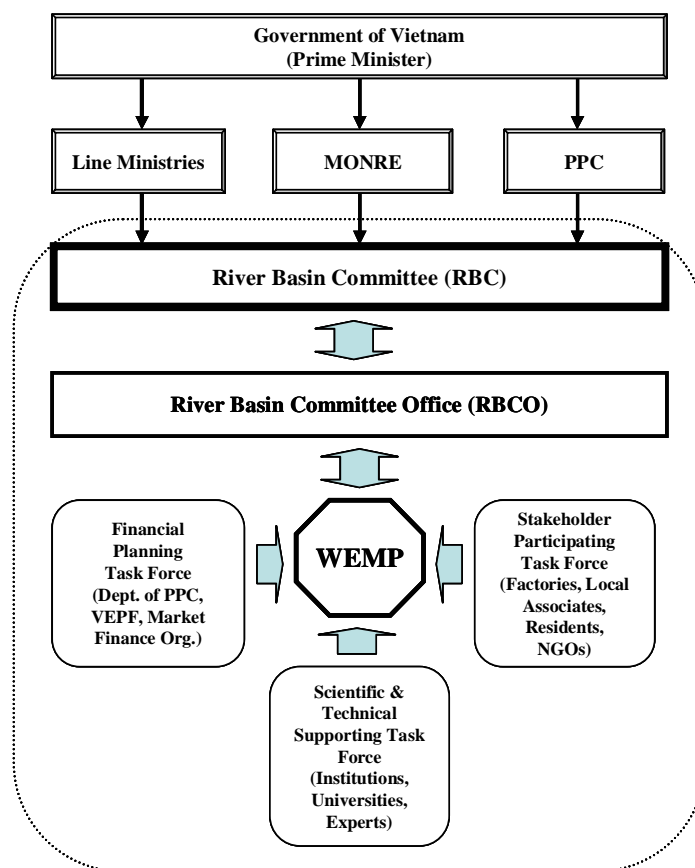 Government of Vietnam
(Prime Minister)
Line Ministries
MONRE
PPC
River Basin Committee (RBC)
River Basin Committee Office (RBCO)
Financial
Planning
Task Force
(Dept. of PPC,
VEPF, Market
Finance Org.)
WEMP
Stakeholder
Participating
Task Force
(Factories, Local
Associates,
Residents,
NGOs)
Scientific &
Technical
Supporting Task
Force
(Institutions,
Universities,
Experts)